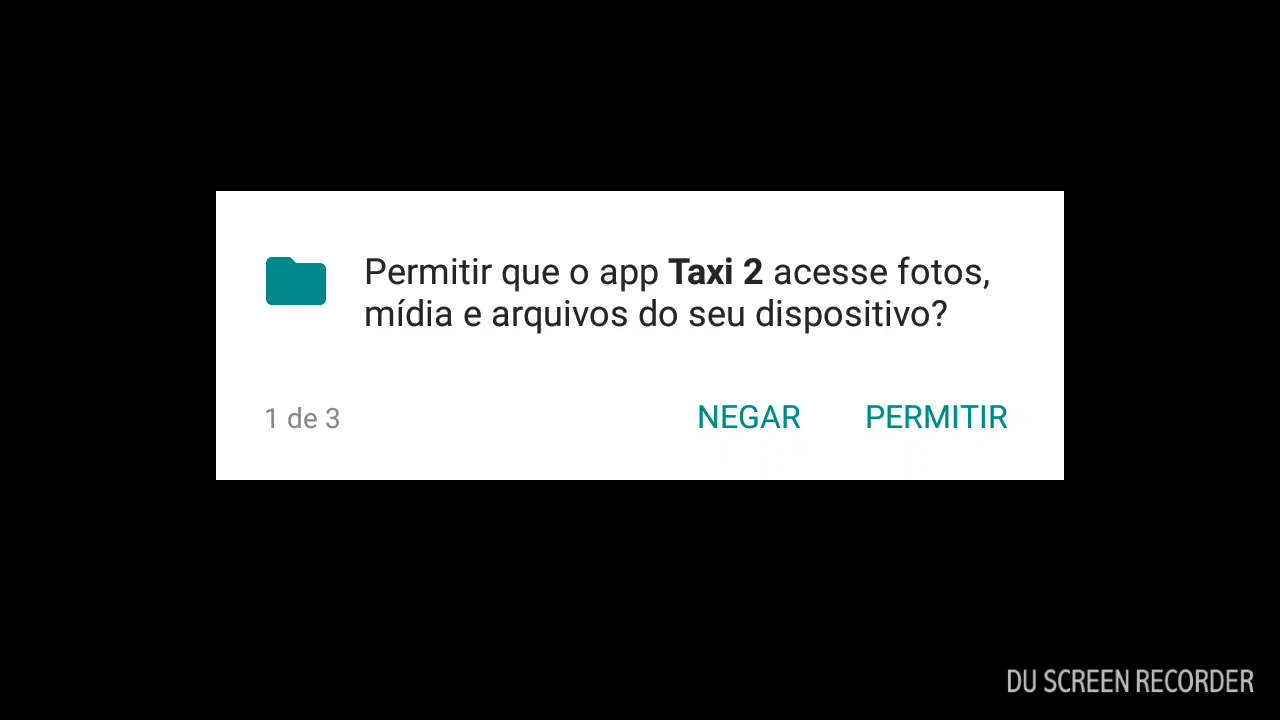 Permitir que o app Taxi 2 acesse fotos,
mídia e arquivos do seu dispositivo?
1 de 3
NEGAR
PERMITIR
DU SCREEN RECORDER